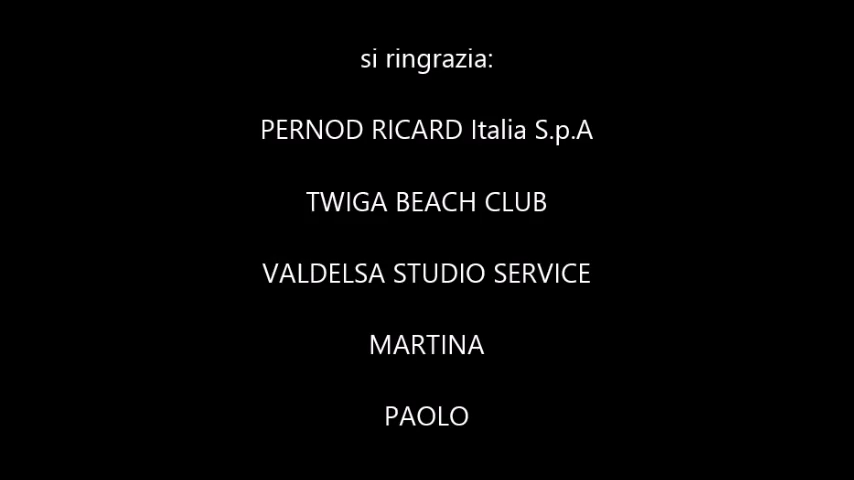 si ringrazia:
PERNOD RICARD Italia S.p.A
TWIGA BEACH CLUB
VALDELSA STUDIO SERVICE
MARTINA
PAOLO